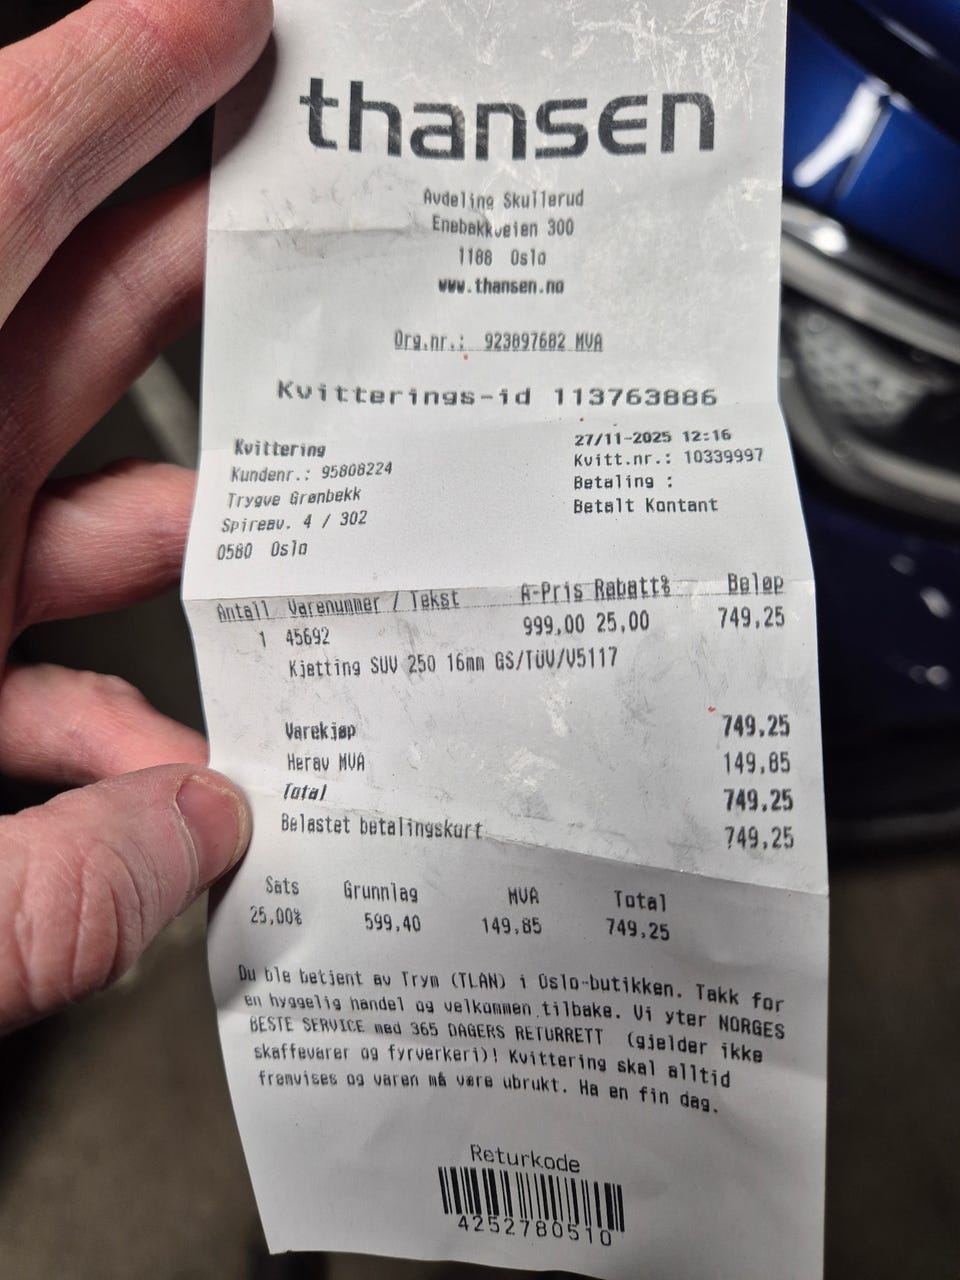 thansen
Avdeling Skullerud
Enebakkveien 300
1188 Oslo
www.thansen.no
Org.nr.: 923897682 MVA
Kvitterings-id 113763886
Kvittering
Kundenr.: 95808224
Trygve Grønbekk
Spireav. 4 / 302
0580 Oslo
27/11-2025 12:16
Kvitt.nr.: 10339997
Betaling :
Betalt Kontant
Antall Varenummer / Tekst A-Pris Rabatt% Beløp
1 45692 999,00 25,00 749,25
Kjetting SUV 250 16mm GS/TÜV/V5117
Varekjøp 749,25
Herav MVA 149,85
Total 749,25
Belastet betalingskort 749,25
Sats Grunnlag MVA Total
25,00% 599,40 149,85 749,25
Du ble betjent av Trym (TLAN) i Oslo-butikken. Takk for
en hyggelig handel og velkommen tilbake. Vi yter NORGES
BESTE SERVICE med 365 DAGERS RETURRETT (gjelder ikke
skaffevarer og fyrverkeri)! Kvittering skal alltid
fremvises og varen må være ubrukt. Ha en fin dag.
Returkode
4252780510